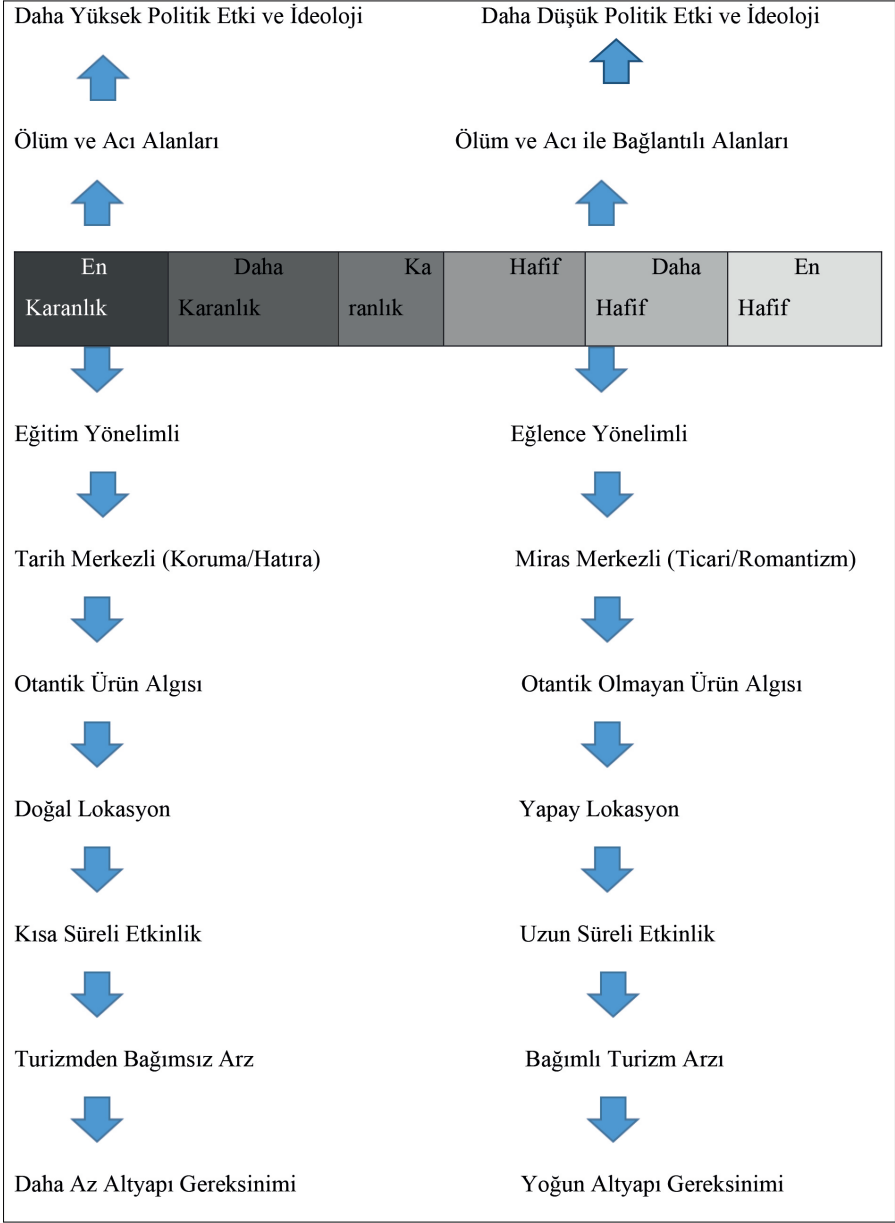 Daha Yüksek Politik Etki ve İdeoloji
Daha Düşük Politik Etki ve İdeoloji
Ölüm ve Acı Alanları
Ölüm ve Acı ile Bağlantılı Alanları
En
Karanlık
Daha
Karanlık
Ka
ranlık
Hafif
Daha
Hafif
En
Hafif
Eğitim Yönelimli
Eğlence Yönelimli
Tarih Merkezli (Koruma/Hatıra)
Miras Merkezli (Ticari/Romantizm)
Otantik Ürün Algısı
Otantik Olmayan Ürün Algısı
Doğal Lokasyon
Yapay Lokasyon
Kısa Süreli Etkinlik
Uzun Süreli Etkinlik
Turizmden Bağımsız Arz
Bağımlı Turizm Arzı
Daha Az Altyapı Gereksinimi
Yoğun Altyapı Gereksinimi